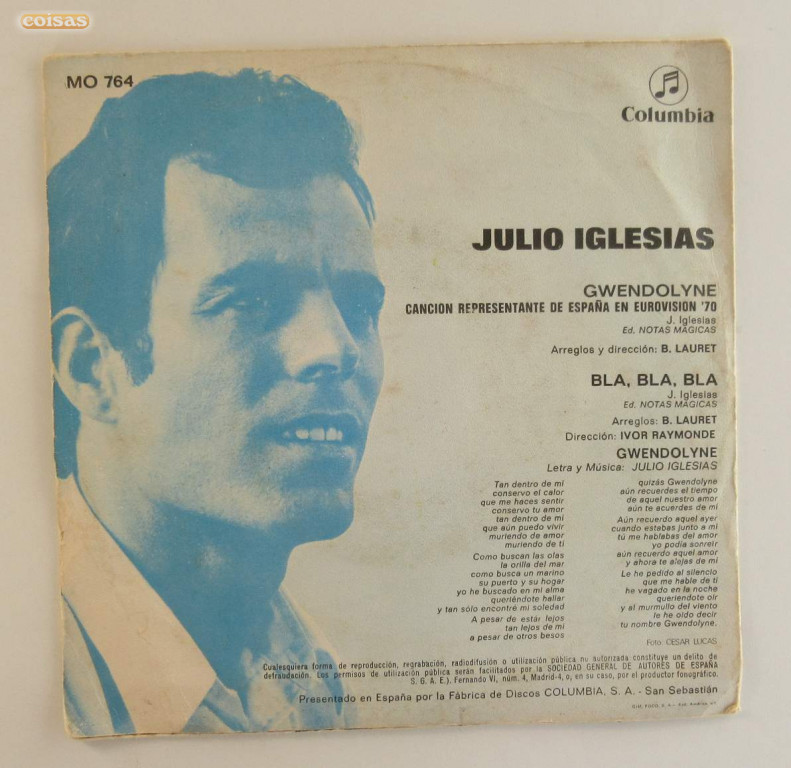 coisas
MO 764
Columbia
JULIO IGLESIAS
GWENDOLYNE
CANCION REPRESENTANTE DE ESPAÑA EN EUROVISION '70
J. Iglesias
Ed. NOTAS MAGICAS
Arreglos y dirección: B. LAURET
BLA, BLA, BLA
J. Iglesias
Ed. NOTAS MAGICAS
Arreglos: B. LAURET
Dirección: IVOR RAYMONDE
GWENDOLYNE
Letra y Música: JULIO IGLESIAS
Tan dentro de mi
conservo el calor
que me haces sentir
conservo tu amor
tan dentro de mi
que aún puedo vivir
muriendo de amor
muriendo de ti
Como buscan las olas
la orilla del mar
como busca un marino
su puerto y su hogar
yo he buscado en mi alma
queriéndote hallar
y tan sólo encontré mi soledad
A pesar de estár lejos
tan lejos de mi
a pesar de otros besos
quizás Gwendolyne
aún recuerdes el tiempo
de aquel nuestro amor
aún te acuerdes de mi
Aún recuerdo aquel ayer
cuando estabas junto a mi
tú me hablabas del amor
yo podía sonreir
aún recuerdo aquel amor
y ahora te alejas de mi
Le he pedido al silencio
que me hable de ti
he vagado en la noche
queriendote oir
y al murmullo del viento
le he oído decir
tu nombre Gwendolyne.
Foto: CESAR LUCAS
Cualesquiera forma de reproducción, regrabación, radiodifusión o utilización pública no autorizada constituye un delito de
defraudación. Los permisos de utilización pública serán facilitados por la SOCIEDAD GENERAL DE AUTORES DE ESPAÑA
S. G. A. E.). Fernando VI, núm. 4, Madrid-4, o, en su caso, por el productor fonográfico.
Presentado en España por la Fábrica de Discos COLUMBIA, S. A. - San Sebastián